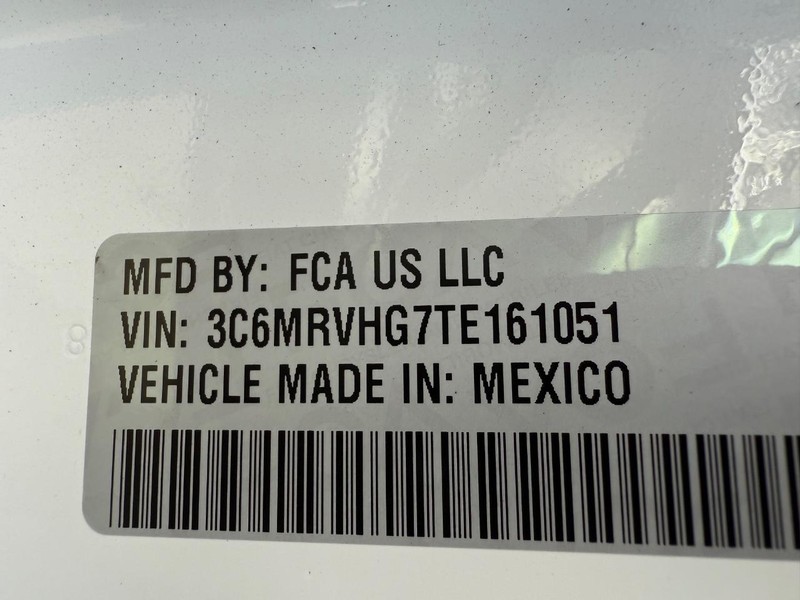 MFD BY: FCA US LLC
VIN: 3C6MRVHG7TE161051
VEHICLE MADE IN: MEXICO